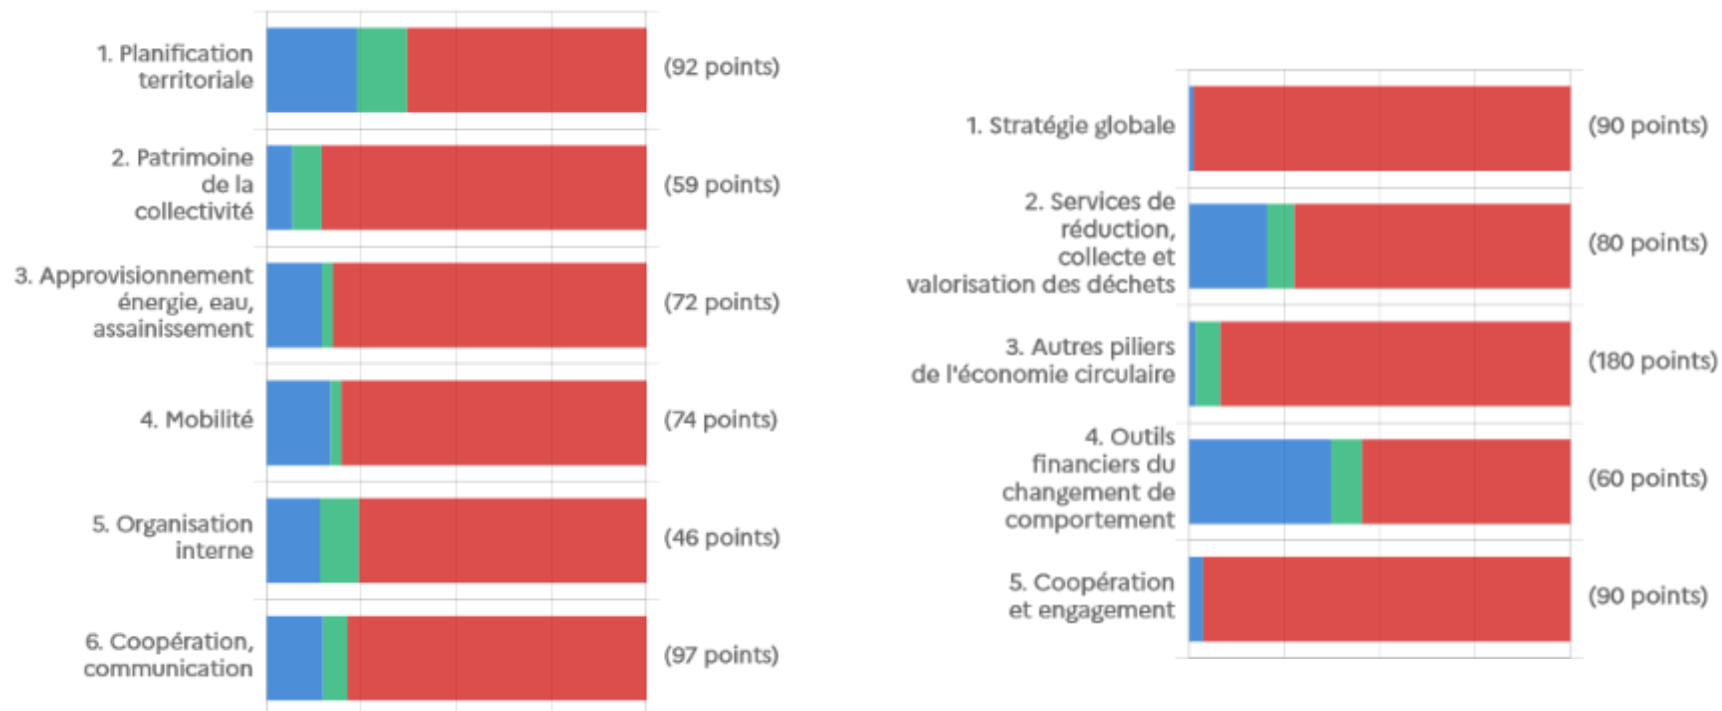 1. Planification
territoriale
(92 points)
2. Patrimoine
de la
collectivité
(59 points)
3. Approvisionnement
énergie, eau,
assainissement
(72 points)
4. Mobilité
(74 points)
5. Organisation
interne
(46 points)
6. Coopération,
communication
(97 points)
1. Stratégie globale
(90 points)
2. Services de
réduction,
collecte et
valorisation des déchets
(80 points)
3. Autres piliers
de l'économie circulaire
(180 points)
4. Outils
financiers du
changement de
comportement
(60 points)
5. Coopération
et engagement
(90 points)